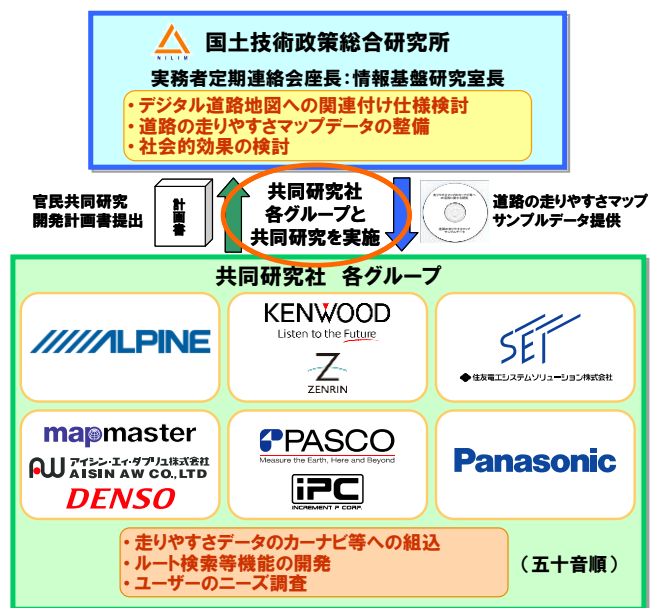 NILIM
国土技術政策総合研究所
実務者定期連絡会座長：情報基盤研究室長
・デジタル道路地図への関連付け仕様検討
・道路の走りやすさマップデータの整備
・社会的効果の検討
官民共同研究
開発計画書提出
計画書
共同研究社
各グループと
共同研究を実施
道路の走りやすさマップ
サンプルデータ提供
共同研究社 各グループ
ALPINE
KENWOOD
Listen to the Future
ZENRIN
SEI
住友電工システムソリューション株式会社
mapmaster
AW アイシン・エィ・ダブリュ株式会社
AISIN AW CO.,LTD
DENSO
PASCO
Measure the Earth, Here and Beyond
iPC
INCREMENT P CORP.
Panasonic
・走りやすさデータのカーナビ等への組込
・ルート検索等機能の開発
・ユーザーのニーズ調査
（五十音順）